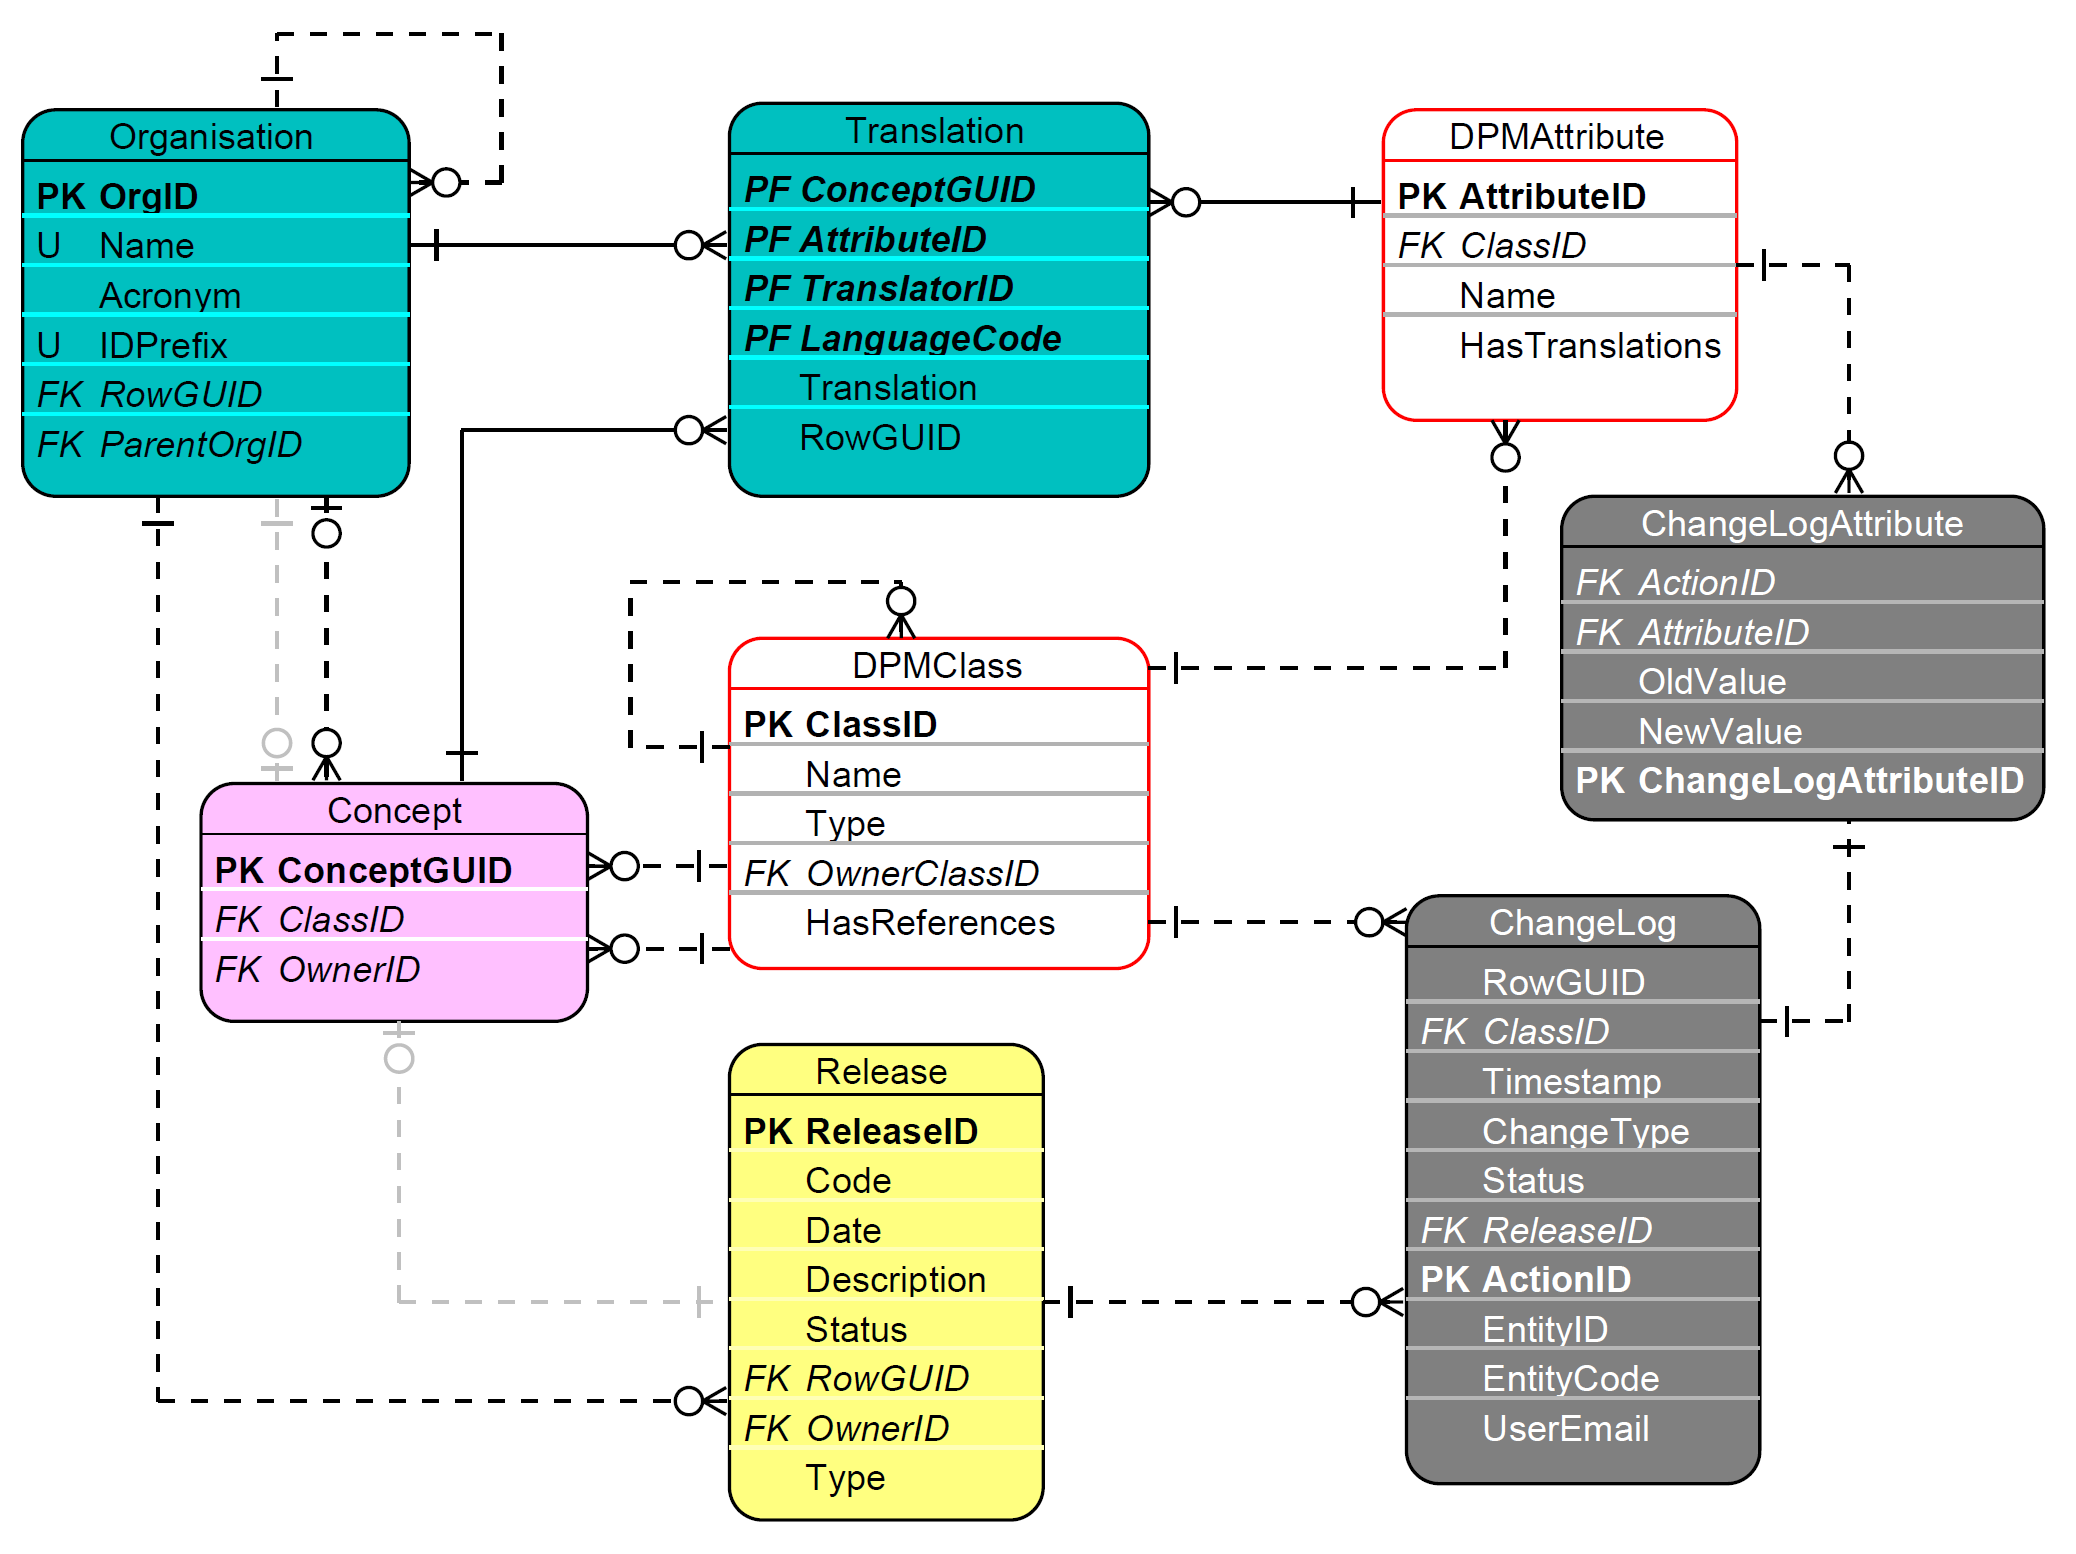 Organisation
PK OrgID
U Name
Acronym
U IDPrefix
FK RowGUID
FK ParentOrgID
Translation
PF ConceptGUID
PF AttributeID
PF TranslatorID
PF LanguageCode
Translation
RowGUID
DPMAttribute
PK AttributeID
FK ClassID
Name
HasTranslations
ChangeLogAttribute
FK ActionID
FK AttributeID
OldValue
NewValue
PK ChangeLogAttributeID
DPMClass
PK ClassID
Name
Type
FK OwnerClassID
HasReferences
Concept
PK ConceptGUID
FK ClassID
FK OwnerID
ChangeLog
RowGUID
FK ClassID
Timestamp
ChangeType
Status
FK ReleaseID
PK ActionID
EntityID
EntityCode
UserEmail
Release
PK ReleaseID
Code
Date
Description
Status
FK RowGUID
FK OwnerID
Type